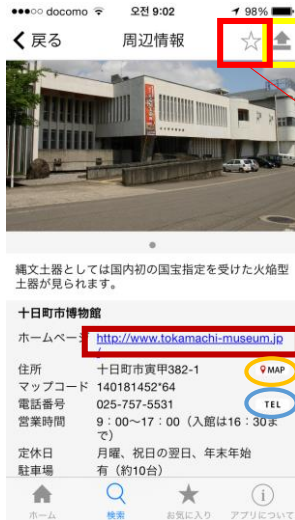 docomo 오전 9:02 98%
戻る 周辺情報
縄文土器としては国内初の国宝指定を受けた火焔型
土器が見られます。
十日町市博物館
ホームページ http://www.tokamachi-museum.jp
/
住所 十日町市寅甲382-1 MAP
マップコード 140181452*64
電話番号 025-757-5531 TEL
営業時間 9：00〜17：00（入館は16：30ま
で）
定休日 月曜、祝日の翌日、年末年始
駐車場 有（約10台）
ホーム 検索 お気に入り アプリについて